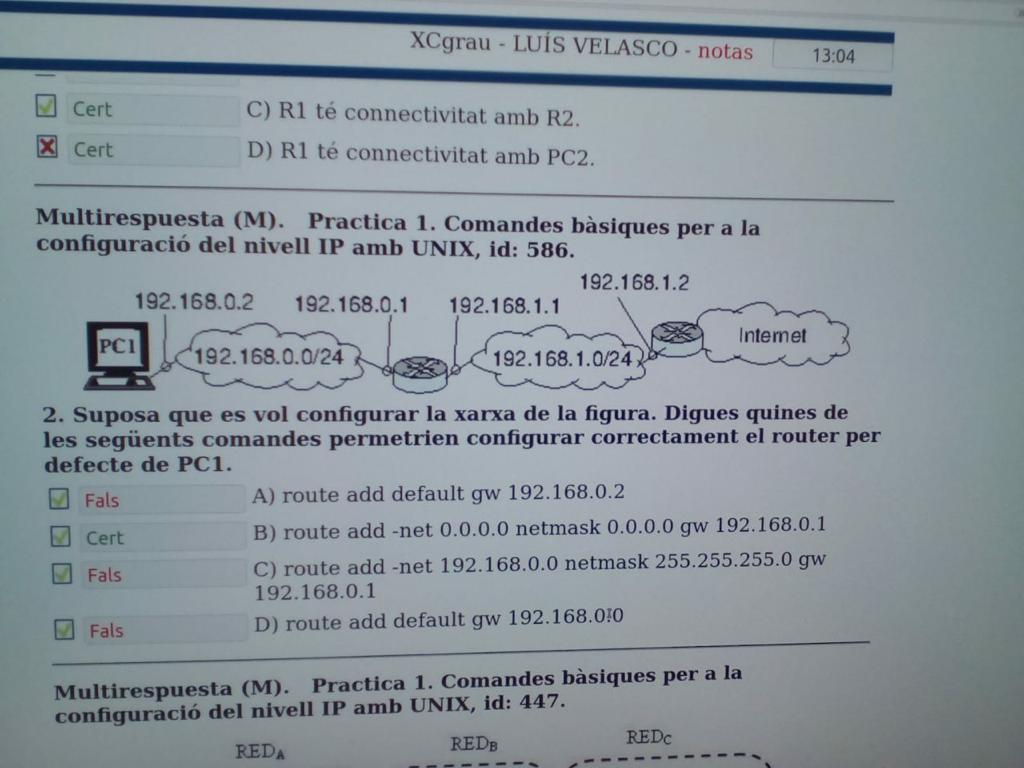 XCgrau - LUÍS VELASCO - notas 13:04
Cert C) R1 té connectivitat amb R2.
Cert D) R1 té connectivitat amb PC2.
Multirespuesta (M). Practica 1. Comandes bàsiques per a la
configuració del nivell IP amb UNIX, id: 586.
192.168.1.2
192.168.0.2 192.168.0.1 192.168.1.1
PC1 192.168.0.0/24 192.168.1.0/24 Internet
2. Suposa que es vol configurar la xarxa de la figura. Digues quines de
les següents comandes permetrien configurar correctament el router per
defecte de PC1.
Fals A) route add default gw 192.168.0.2
Cert B) route add -net 0.0.0.0 netmask 0.0.0.0 gw 192.168.0.1
Fals C) route add -net 192.168.0.0 netmask 255.255.255.0 gw
192.168.0.1
Fals D) route add default gw 192.168.0.0
Multirespuesta (M). Practica 1. Comandes bàsiques per a la
configuració del nivell IP amb UNIX, id: 447.
REDA REDB REDC